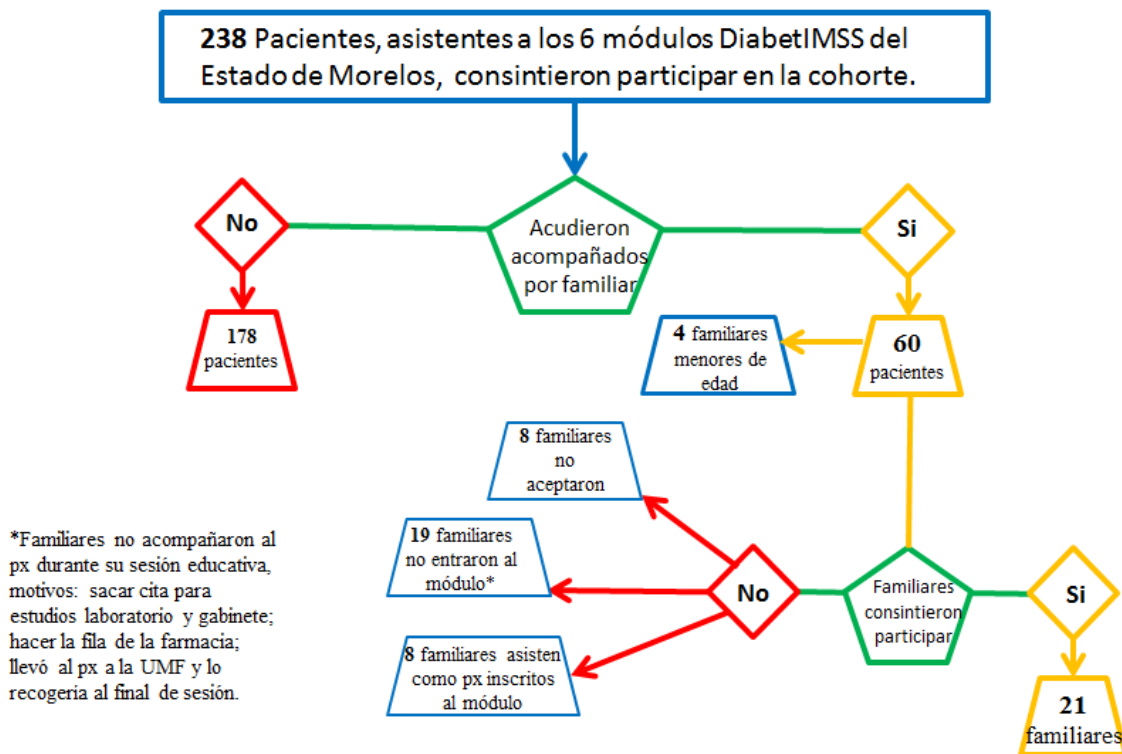 238 Pacientes, asistentes a los 6 módulos DiabetIMSS del
Estado de Morelos, consintieron participar en la cohorte.
No
Acudieron
acompañados
por familiar
Si
178
pacientes
4 familiares
menores de
edad
60
pacientes
8 familiares
no
aceptaron
19 familiares
no entraron al
módulo*
8 familiares asisten
como px inscritos
al módulo
No
Familiares
consintieron
participar
Si
21
familiares
*Familiares no acompañaron al
px durante su sesión educativa,
motivos: sacar cita para
estudios laboratorio y gabinete;
hacer la fila de la farmacia;
llevó al px a la UMF y lo
recogería al final de sesión.